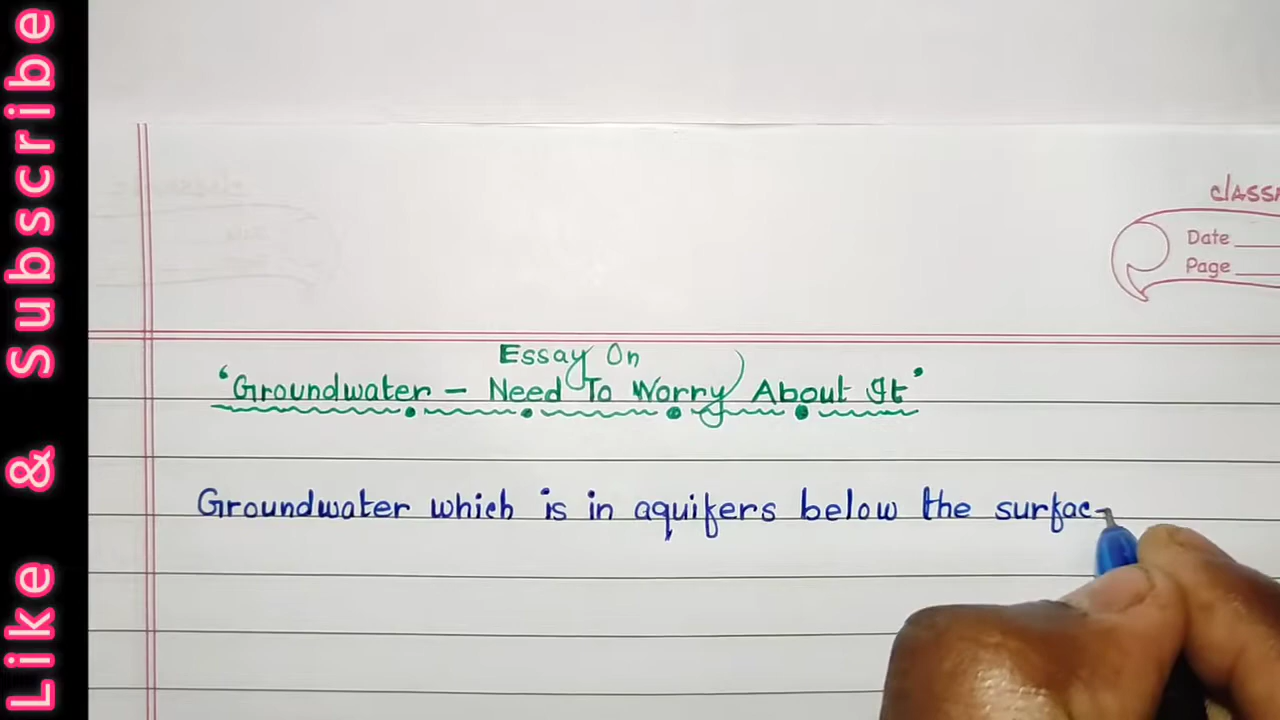 Like & Subscribe
classm
Date
Page
Essay On
'Groundwater - Need To Worry About It'
Groundwater which is in aquifers below the surfac